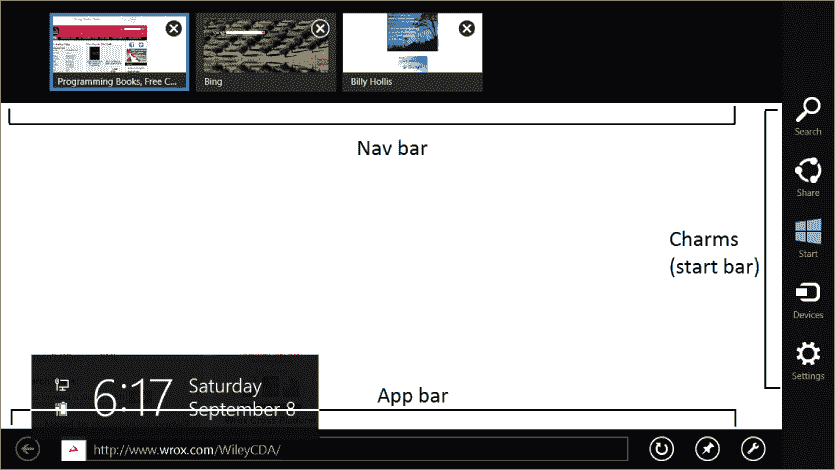 Programming Books, Free C...
Bing
Billy Hollis
Nav bar
Search
Share
Charms
(start bar)
Start
Devices
Settings
6:17
Saturday
September 8
App bar
http://www.wrox.com/WileyCDA/